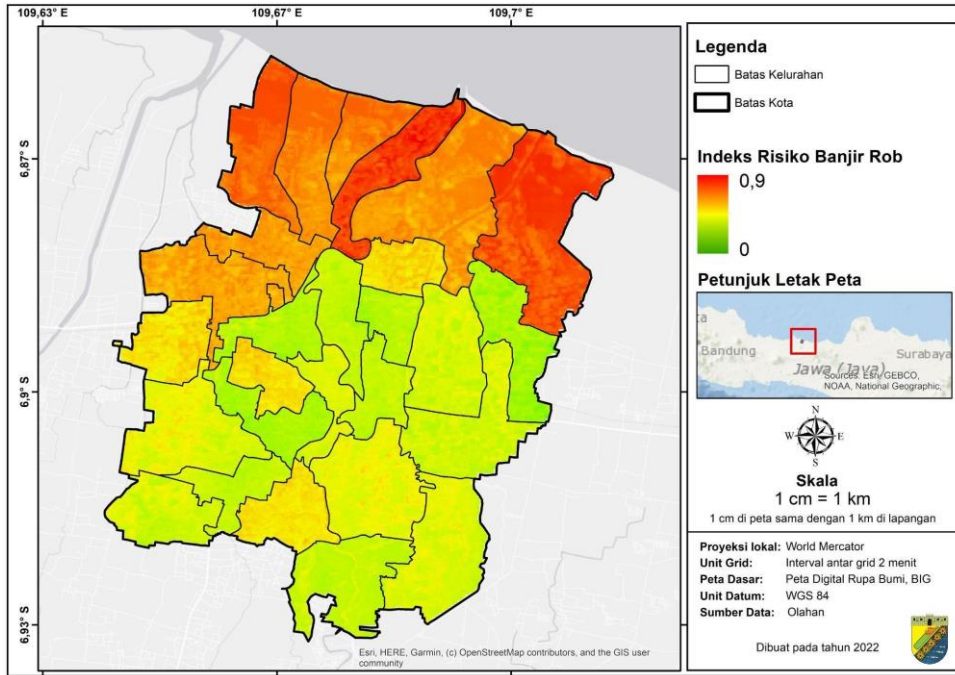 109,63° E
109,67° E
109,7° E
6,87° S
6,9° S
6,93° S
Esri, HERE, Garmin, (c) OpenStreetMap contributors, and the GIS user
community
Legenda
Batas Kelurahan
Batas Kota
Indeks Risiko Banjir Rob
0,9
0
Petunjuk Letak Peta
ta
Bandung
Surabaya
Jawa (Java)
Sources: Esri, GEBCO,
NOAA, National Geographic,
N
W
E
S
Skala
1 cm = 1 km
1 cm di peta sama dengan 1 km di lapangan
Proyeksi lokal: World Mercator
Unit Grid: Interval antar grid 2 menit
Peta Dasar: Peta Digital Rupa Bumi, BIG
Unit Datum: WGS 84
Sumber Data: Olahan
Dibuat pada tahun 2022